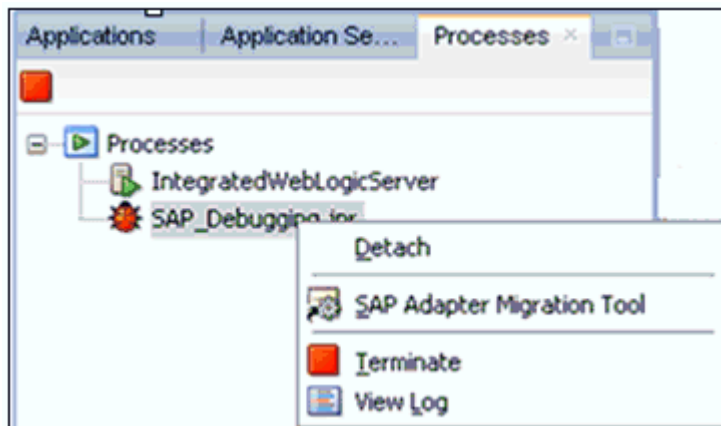 Applications
Application Se...
Processes
Processes
IntegratedWebLogicServer
SAP_Debugging.jpr
Detach
SAP Adapter Migration Tool
Terminate
View Log